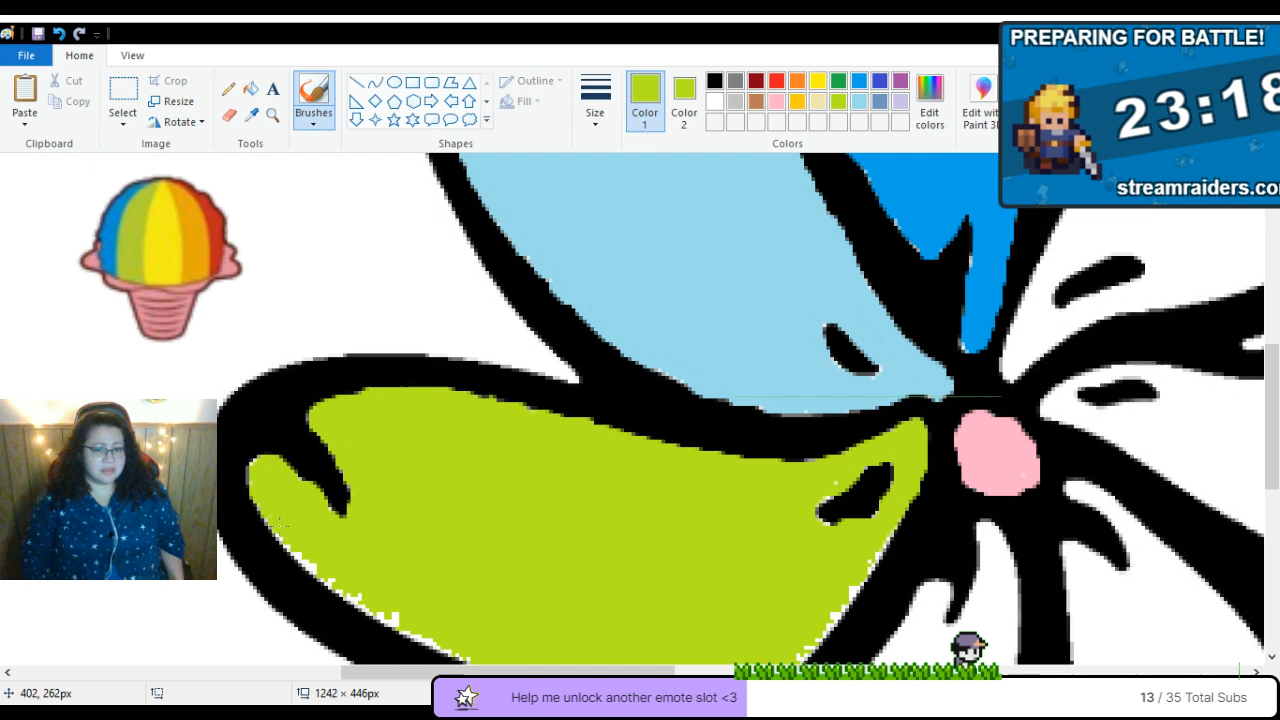 File Home View
Paste
Cut
Copy
Clipboard
Select
Crop
Resize
Rotate
Image
A
Tools
Brushes
Outline
Fill
Shapes
Size
Color 1
Color 2
Edit colors
Edit with Paint 3D
Colors
PREPARING FOR BATTLE!
23:18
streamraiders.co
402, 262px
1242 × 446px
Help me unlock another emote slot <3
13 / 35 Total Subs